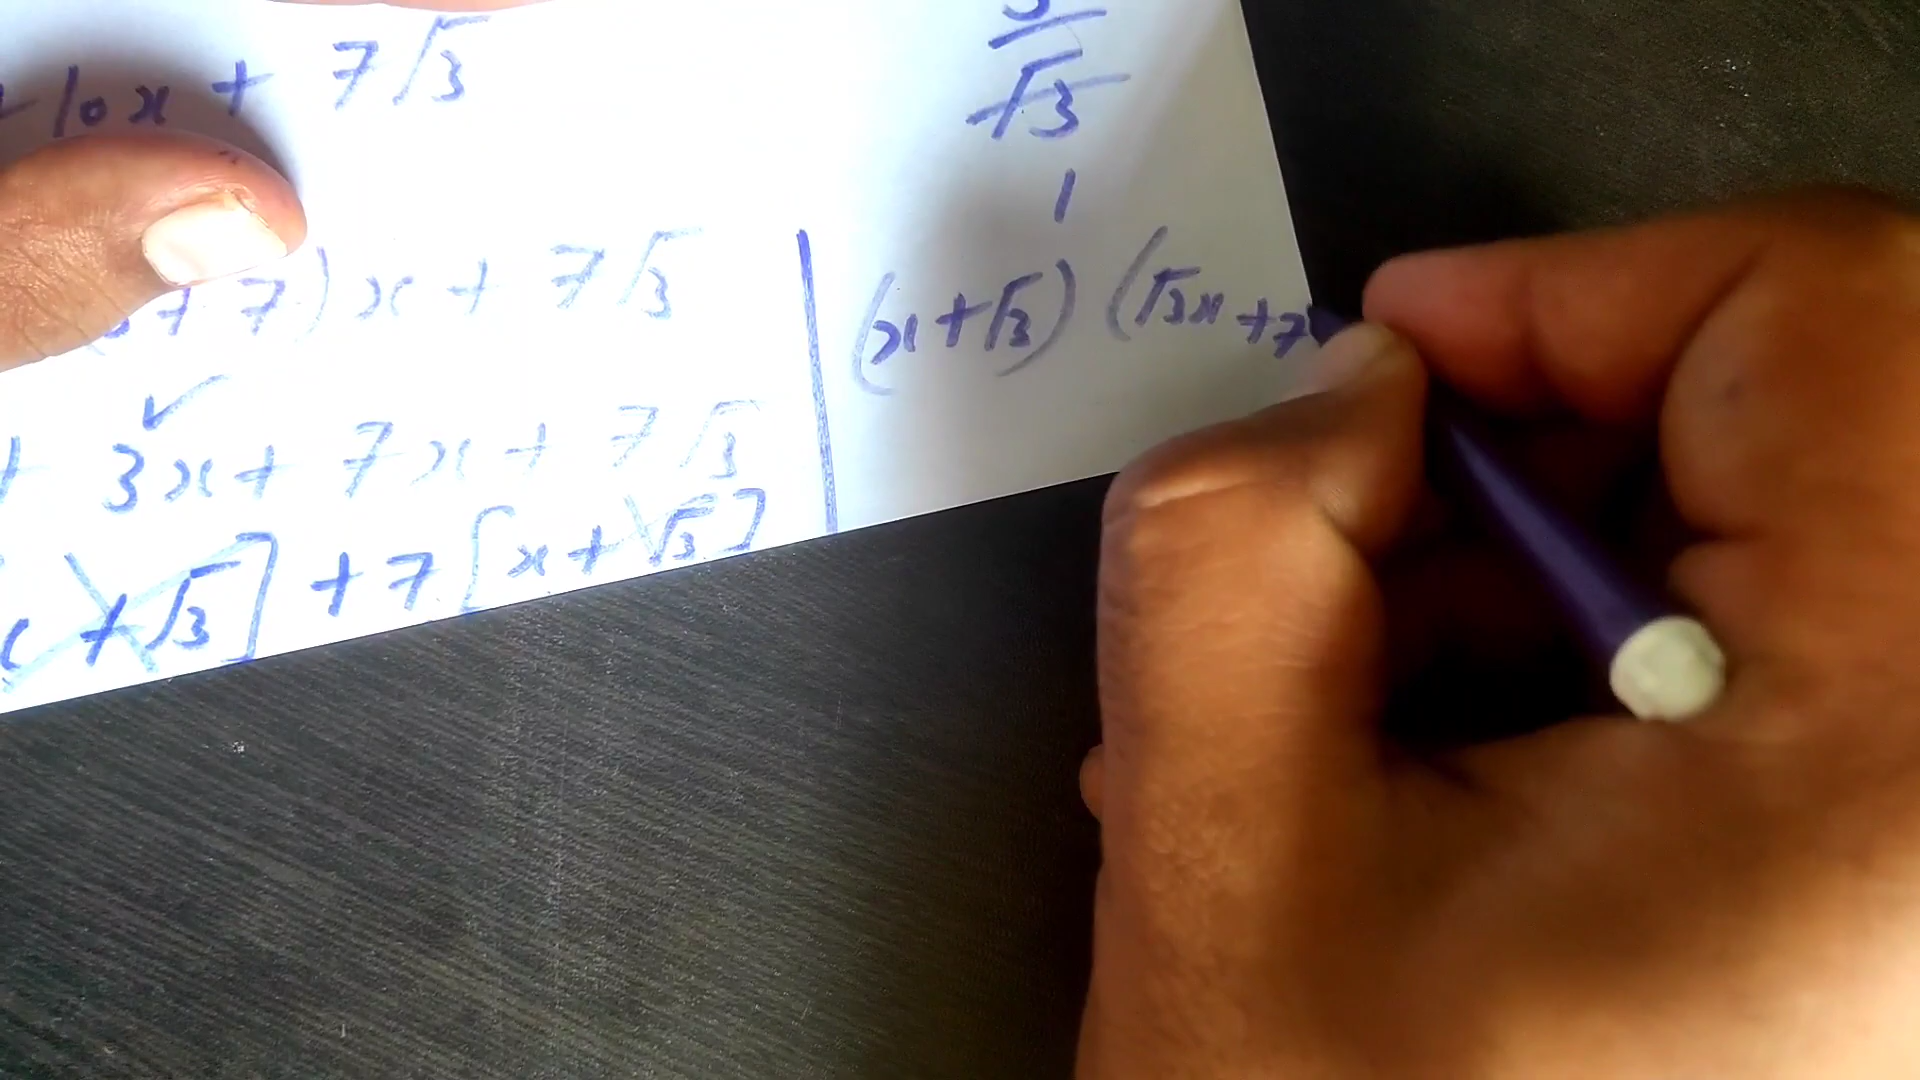 + 10x + 7√3
+ 7) x + 7√3
+ 3x + 7x + 7√3
x + √3] + 7[x + √3]
√3
1
(x + √3) (√3x + 7